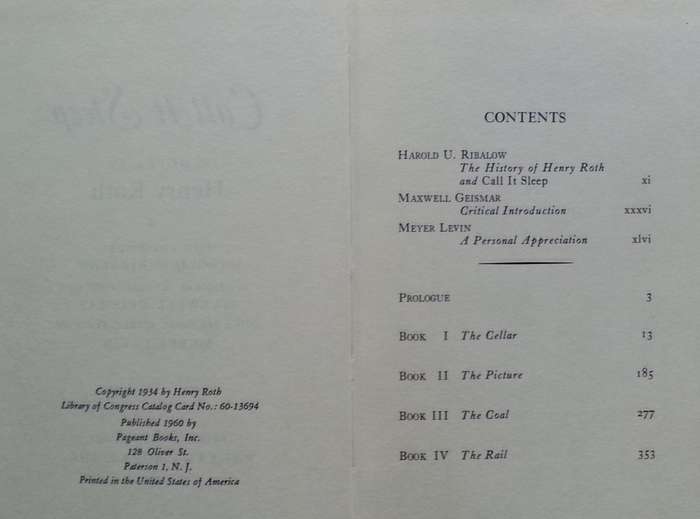 Copyright 1934 by Henry Roth
Library of Congress Catalog Card No.: 60-13694
Published 1960 by
Pageant Books, Inc.
128 Oliver St.
Paterson 1, N. J.
Printed in the United States of America
CONTENTS
HAROLD U. RIBALOW
The History of Henry Roth
and Call It Sleep xi
MAXWELL GEISMAR
Critical Introduction xxxvi
MEYER LEVIN
A Personal Appreciation xlvi
PROLOGUE 3
BOOK I The Cellar 13
BOOK II The Picture 185
BOOK III The Coal 277
BOOK IV The Rail 353